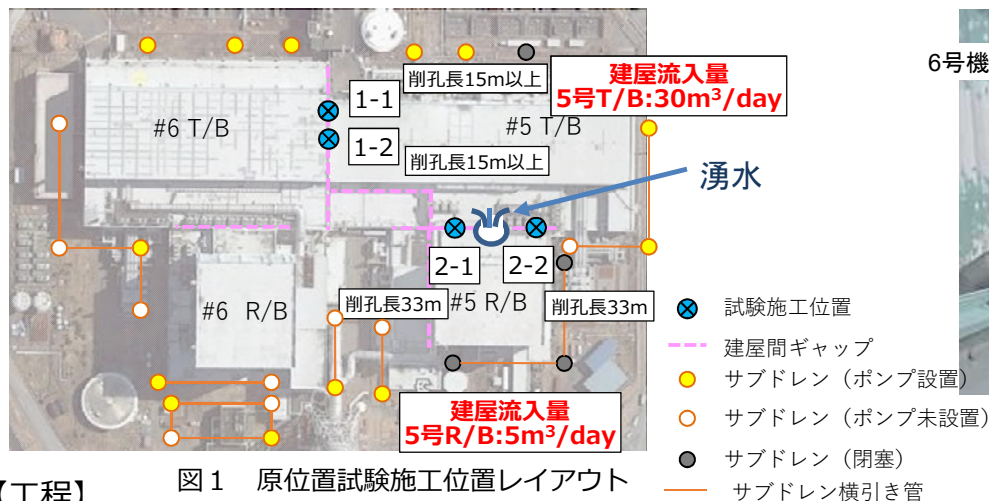 6号機
削孔長15m以上
建屋流入量
5号T/B:30m³/day
1-1
#6 T/B
#5 T/B
1-2
削孔長15m以上
湧水
2-1
2-2
#6 R/B
削孔長33m
#5 R/B
削孔長33m
試験施工位置
建屋間ギャップ
サブドレン（ポンプ設置）
建屋流入量
5号R/B:5m³/day
サブドレン（ポンプ未設置）
サブドレン（閉塞）
サブドレン横引き管
【工程】
図１ 原位置試験施工位置レイアウト